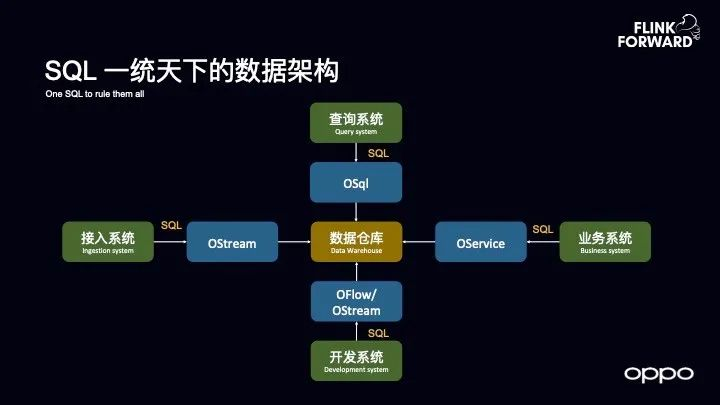 FLINK
FORWARD
SQL 一统天下的数据架构
One SQL to rule them all
查询系统
Query system
SQL
OSql
接入系统
Ingestion system
SQL
OStream
数据仓库
Data Warehouse
OService
SQL
业务系统
Business system
OFlow/
OStream
SQL
开发系统
Development system
oppo